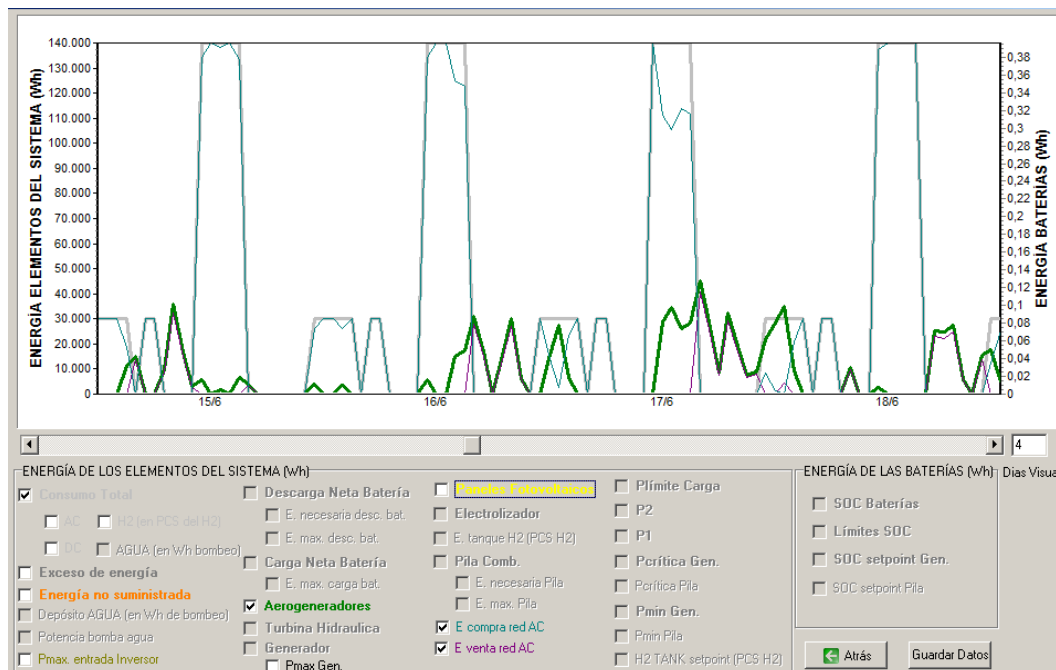 140.000
130.000
120.000
110.000
100.000
90.000
80.000
70.000
60.000
50.000
40.000
30.000
20.000
10.000
0
ENERGÍA ELEMENTOS DEL SISTEMA (Wh)
0,38
0,36
0,34
0,32
0,3
0,28
0,26
0,24
0,22
0,2
0,18
0,16
0,14
0,12
0,1
0,08
0,06
0,04
0,02
0
ENERGÍA BATERÍAS (Wh)
15/6 16/6 17/6 18/6
4
Dias Visua
ENERGÍA DE LOS ELEMENTOS DEL SISTEMA (Wh)
Consumo Total
AC
H2 (en PCS del H2)
DC
AGUA (en Wh bombeo)
Exceso de energía
Energía no suministrada
Depósito AGUA (en Wh de bombeo)
Potencia bomba agua
Pmax. entrada Inversor
Descarga Neta Batería
E. necesaria desc. bat.
E. max. desc. bat.
Carga Neta Batería
E. max. carga bat.
Aerogeneradores
Turbina Hidraulica
Generador
Pmax Gen.
Paneles Fotovoltaicos
Electrolizador
E. tanque H2 (PCS H2)
Pila Comb.
E. necesaria Pila
E. max. Pila
E compra red AC
E venta red AC
Plímite Carga
P2
P1
Pcrítica Gen.
Pcrítica Pila
Pmin Gen.
Pmin Pila
H2 TANK setpoint (PCS H2)
ENERGÍA DE LAS BATERÍAS (Wh)
SOC Baterías
Límites SOC
SOC setpoint Gen.
SOC setpoint Pila
Atrás
Guardar Datos